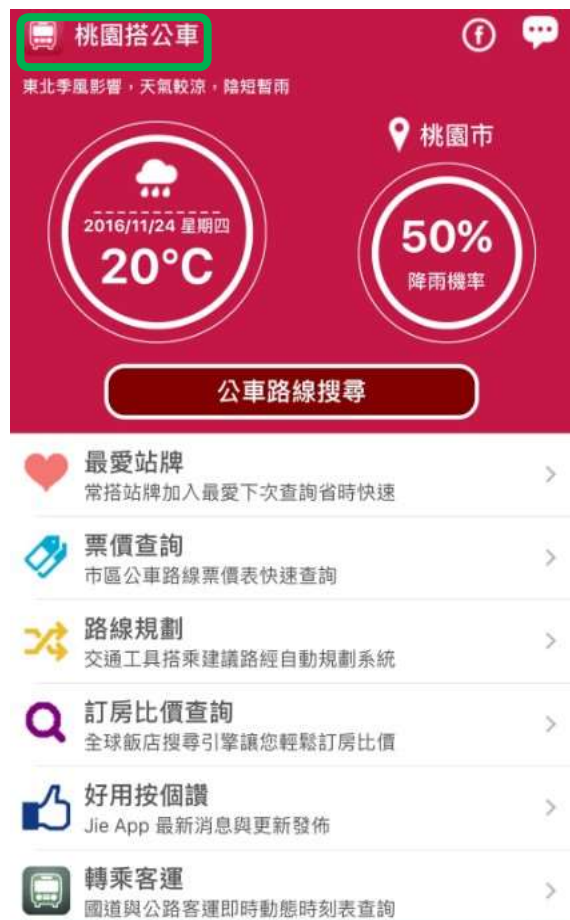 桃園搭公車
東北季風影響，天氣較涼，陰短暫雨
桃園市
2016/11/24 星期四
20°C
50%
降雨機率
公車路線搜尋
最愛站牌
常搭站牌加入最愛下次查詢省時快速
票價查詢
市區公車路線票價表快速查詢
路線規劃
交通工具搭乘建議路經自動規劃系統
訂房比價查詢
全球飯店搜尋引擎讓您輕鬆訂房比價
好用按個讚
Jie App 最新消息與更新發佈
轉乘客運
國道與公路客運即時動態時刻表查詢